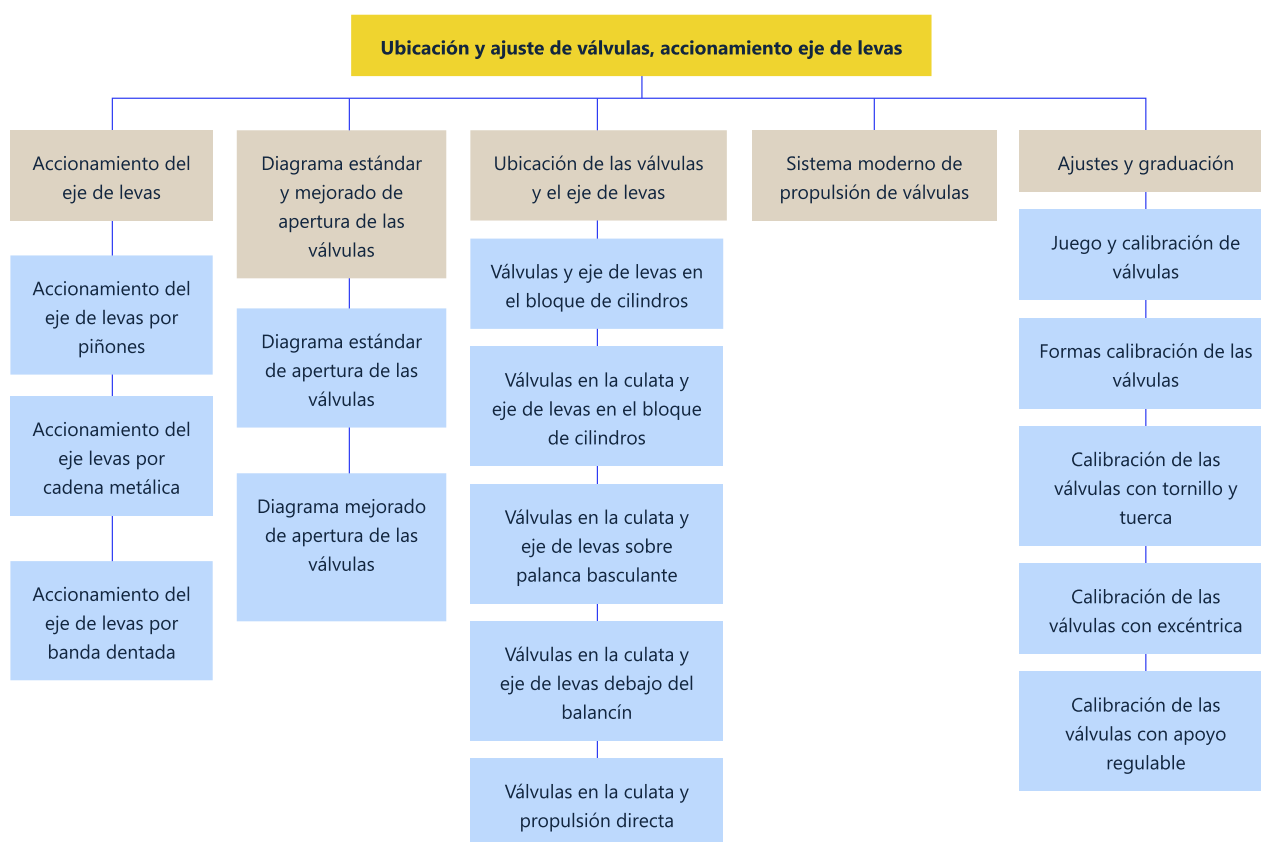 Ubicación y ajuste de válvulas, accionamiento eje de levas
Accionamiento del
eje de levas
Accionamiento del
eje de levas por
piñones
Accionamiento del
eje levas por
cadena metálica
Accionamiento del
eje de levas por
banda dentada
Diagrama estándar
y mejorado de
apertura de las
válvulas
Diagrama estándar
de apertura de las
válvulas
Diagrama mejorado
de apertura de las
válvulas
Ubicación de las válvulas
y el eje de levas
Válvulas y eje de levas en
el bloque de cilindros
Válvulas en la culata y
eje de levas en el bloque
de cilindros
Válvulas en la culata y
eje de levas sobre
palanca basculante
Válvulas en la culata y
eje de levas debajo del
balancín
Válvulas en la culata y
propulsión directa
Sistema moderno de
propulsión de válvulas
Ajustes y graduación
Juego y calibración de
válvulas
Formas calibración de las
válvulas
Calibración de las
válvulas con tornillo y
tuerca
Calibración de las
válvulas con excéntrica
Calibración de las
válvulas con apoyo
regulable